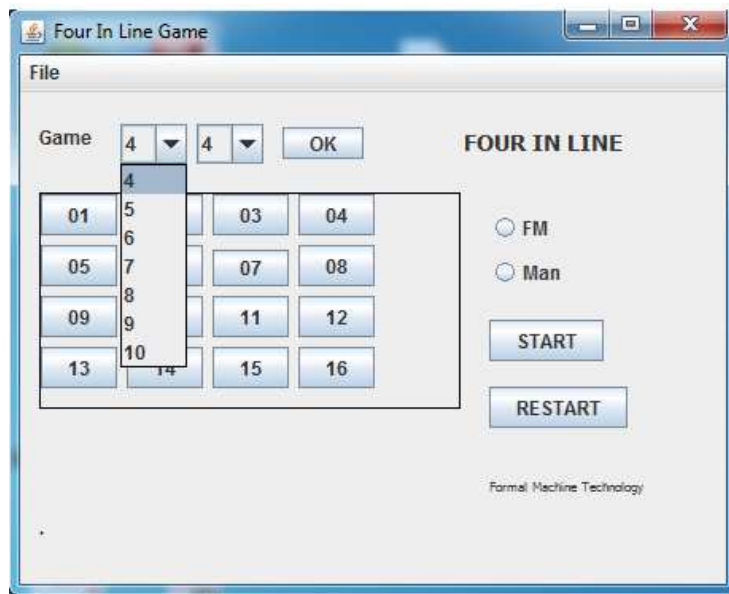 Four In Line Game
File
Game 4 4 OK FOUR IN LINE
4
5
6
7
8
9
10
01 03 04
05 07 08
09 11 12
13 14 15 16
FM
Man
START
RESTART
Formal Machine Technology
.